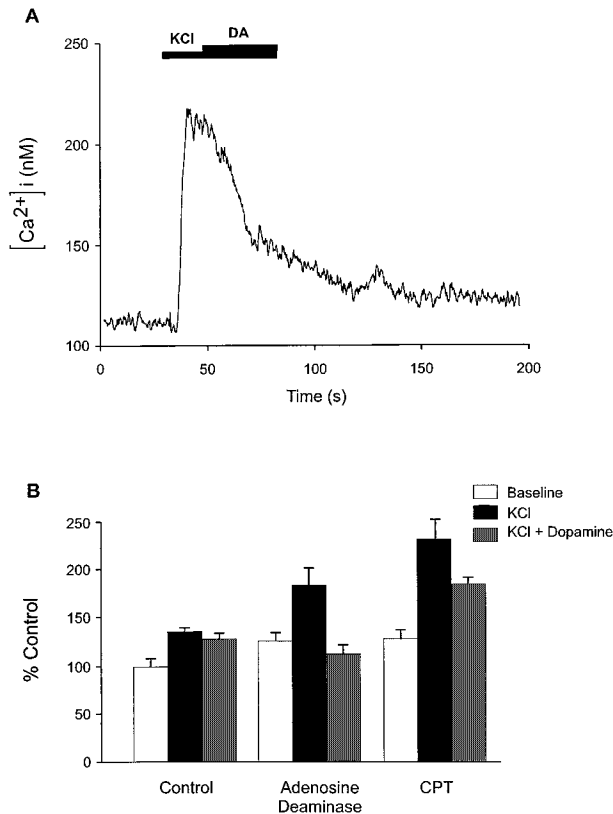 A
KCl
DA
250
200
150
100
[Ca2+] i (nM)
0
50
100
150
200
Time (s)
B
Baseline
KCl
KCl + Dopamine
250
200
150
100
50
0
% Control
Control
Adenosine
Deaminase
CPT